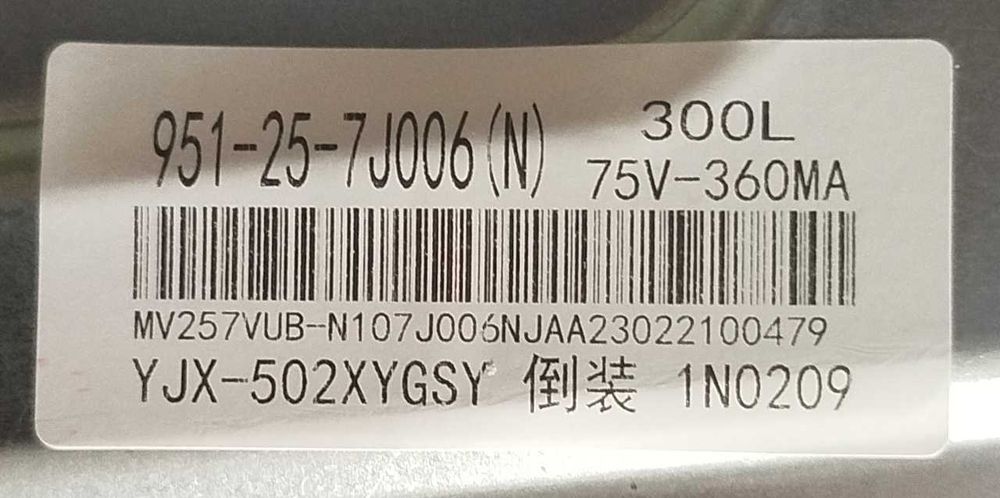 951-25-7J006(N) 300L
75V-360MA
MV257VUB-N107J006NJAA23022100479
YJX-502XYGSY 倒装 1N0209